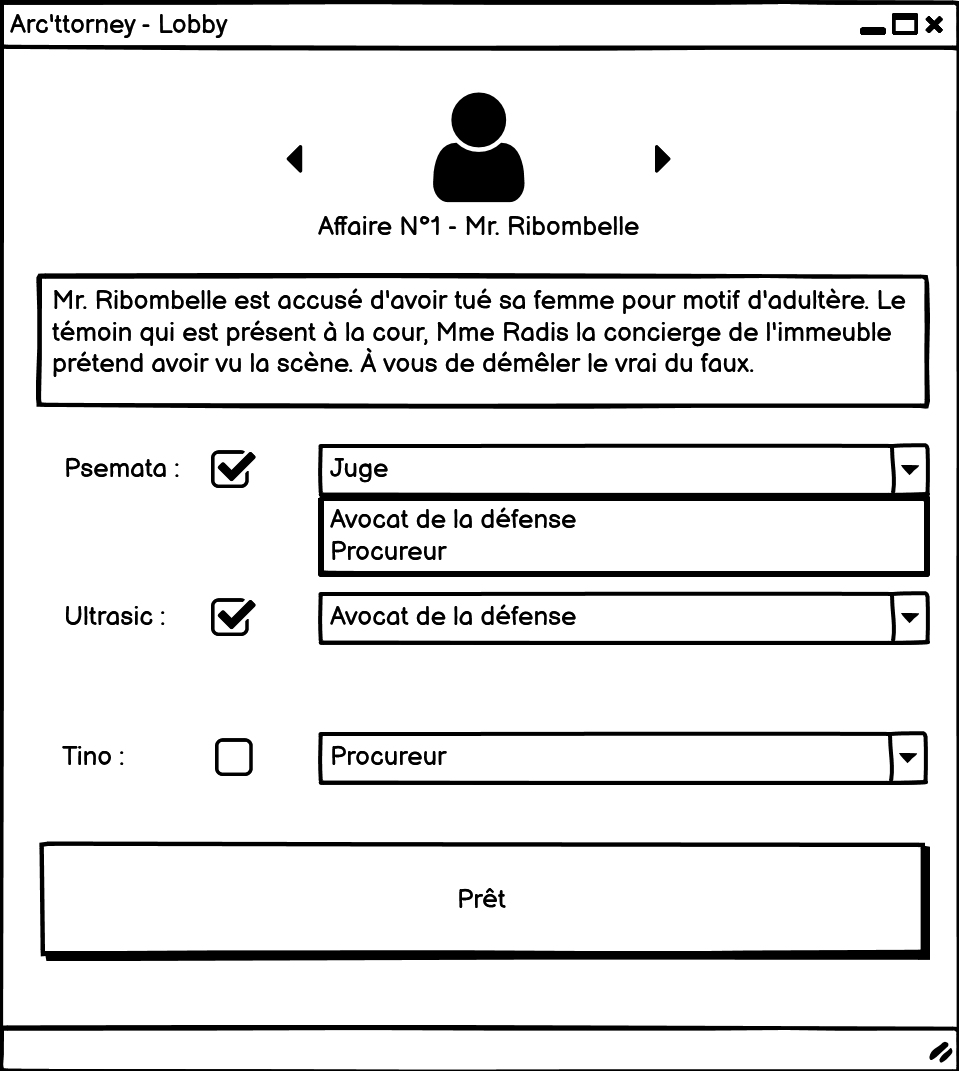 Arc'ttorney - Lobby
Affaire N°1 - Mr. Ribombelle
Mr. Ribombelle est accusé d'avoir tué sa femme pour motif d'adultère. Le
témoin qui est présent à la cour, Mme Radis la concierge de l'immeuble
prétend avoir vu la scène. À vous de démêler le vrai du faux.
Psemata :
Juge
Avocat de la défense
Procureur
Ultrasic :
Avocat de la défense
Tino :
Procureur
Prêt